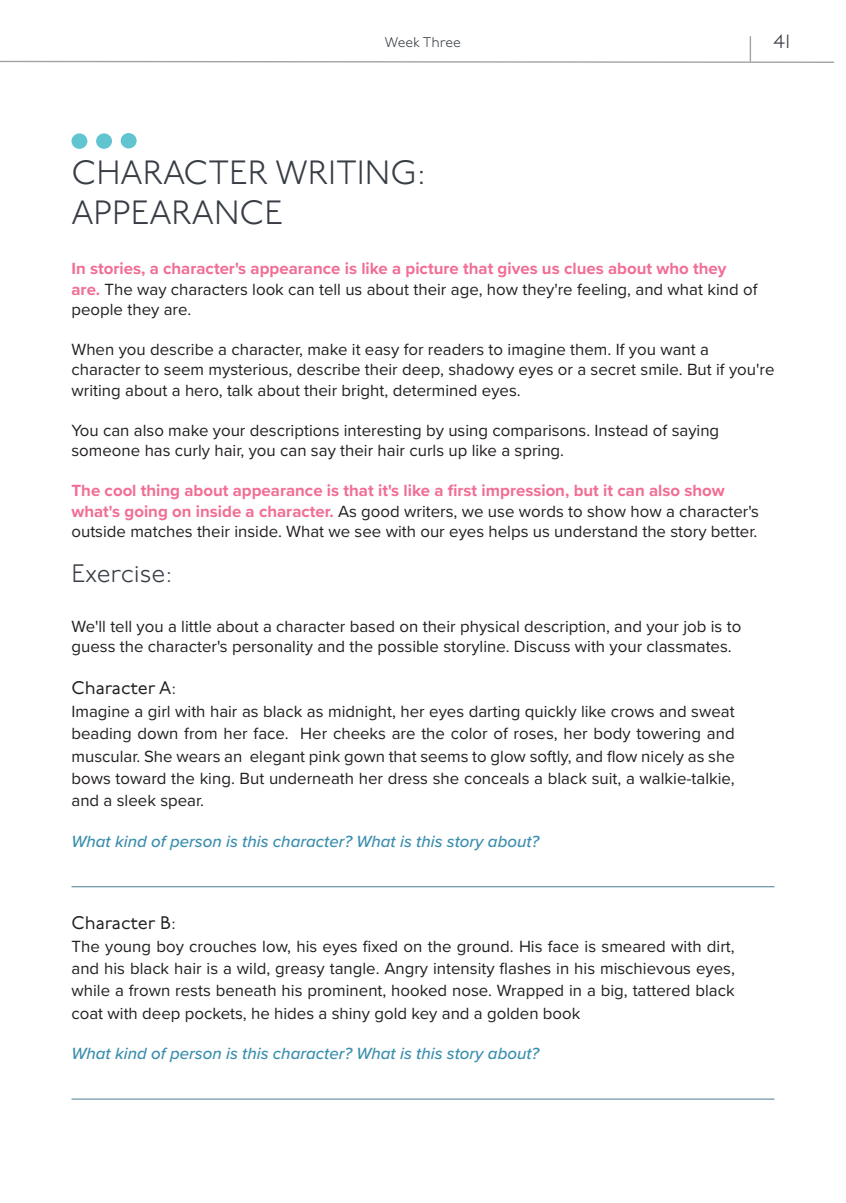 Week Three
41
CHARACTER WRITING:
APPEARANCE
In stories, a character's appearance is like a picture that gives us clues about who they
are. The way characters look can tell us about their age, how they're feeling, and what kind of
people they are.
When you describe a character, make it easy for readers to imagine them. If you want a
character to seem mysterious, describe their deep, shadowy eyes or a secret smile. But if you're
writing about a hero, talk about their bright, determined eyes.
You can also make your descriptions interesting by using comparisons. Instead of saying
someone has curly hair, you can say their hair curls up like a spring.
The cool thing about appearance is that it's like a first impression, but it can also show
what's going on inside a character. As good writers, we use words to show how a character's
outside matches their inside. What we see with our eyes helps us understand the story better.
Exercise:
We'll tell you a little about a character based on their physical description, and your job is to
guess the character's personality and the possible storyline. Discuss with your classmates.
Character A:
Imagine a girl with hair as black as midnight, her eyes darting quickly like crows and sweat
beading down from her face.  Her cheeks are the color of roses, her body towering and
muscular. She wears an  elegant pink gown that seems to glow softly, and flow nicely as she
bows toward the king. But underneath her dress she conceals a black suit, a walkie-talkie,
and a sleek spear.
What kind of person is this character? What is this story about?
Character B:
The young boy crouches low, his eyes fixed on the ground. His face is smeared with dirt,
and his black hair is a wild, greasy tangle. Angry intensity flashes in his mischievous eyes,
while a frown rests beneath his prominent, hooked nose. Wrapped in a big, tattered black
coat with deep pockets, he hides a shiny gold key and a golden book
What kind of person is this character? What is this story about?